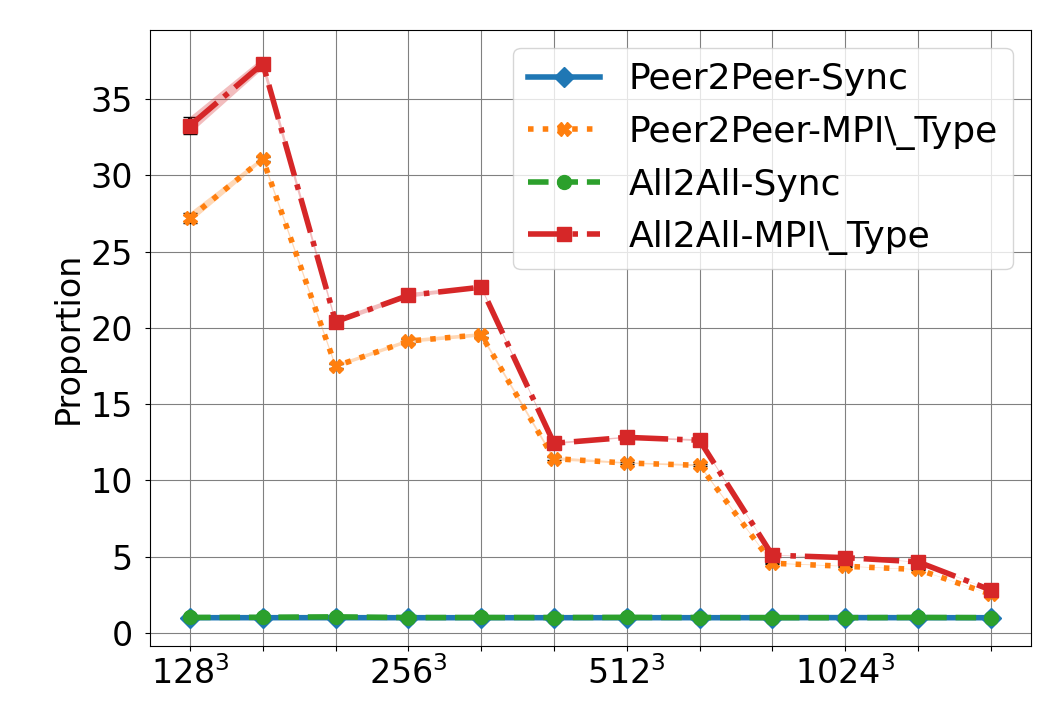 Peer2Peer-Sync
Peer2Peer-MPI\_Type
All2All-Sync
All2All-MPI\_Type
Proportion
35
30
25
20
15
10
5
0
128³
256³
512³
1024³